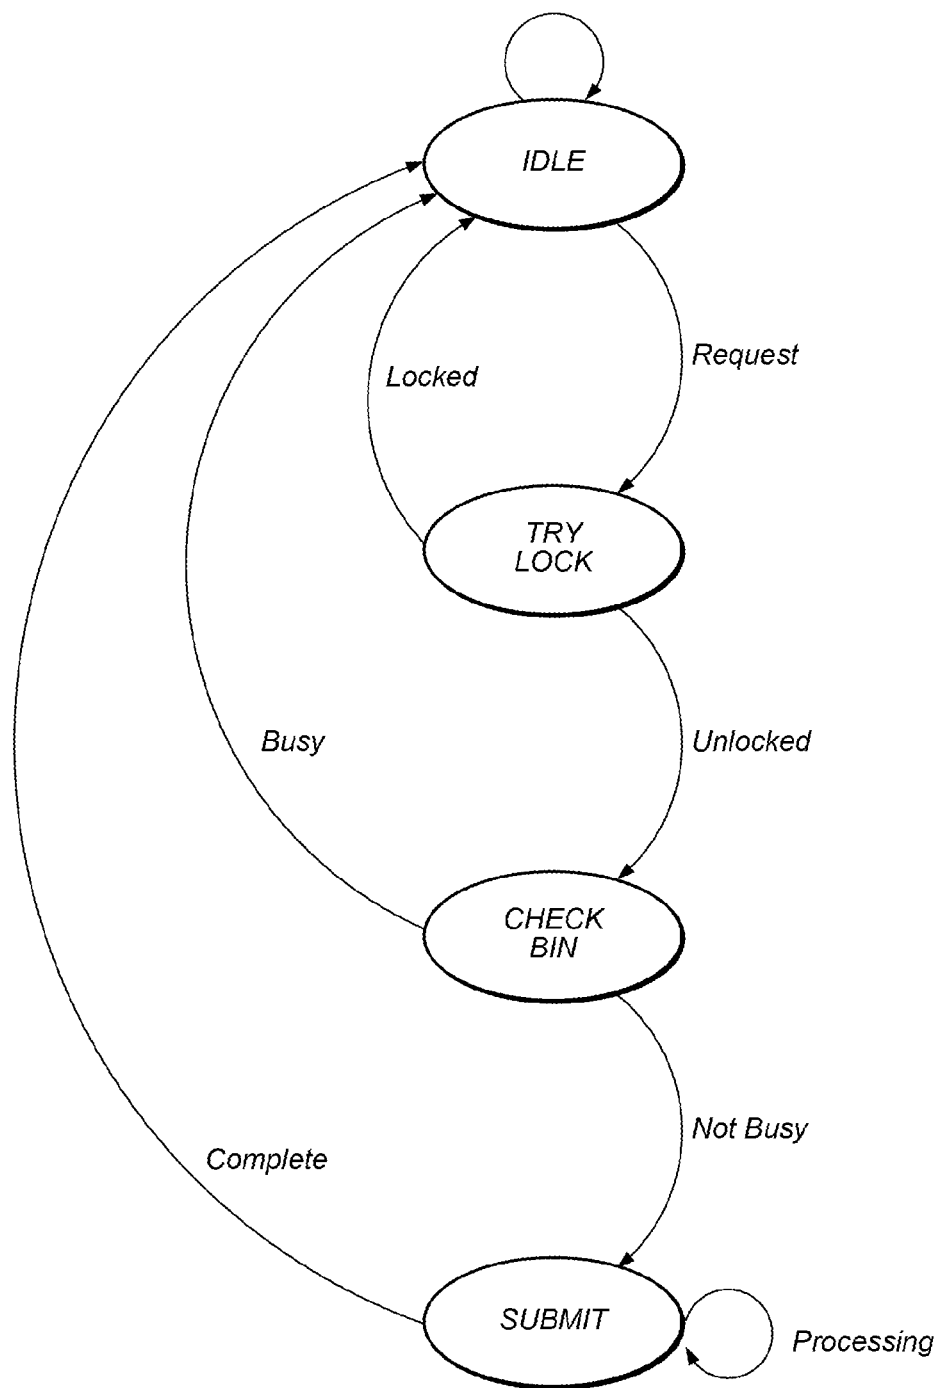 IDLE
Request
Locked
TRY
LOCK
Busy
Unlocked
CHECK
BIN
Not Busy
Complete
SUBMIT
Processing